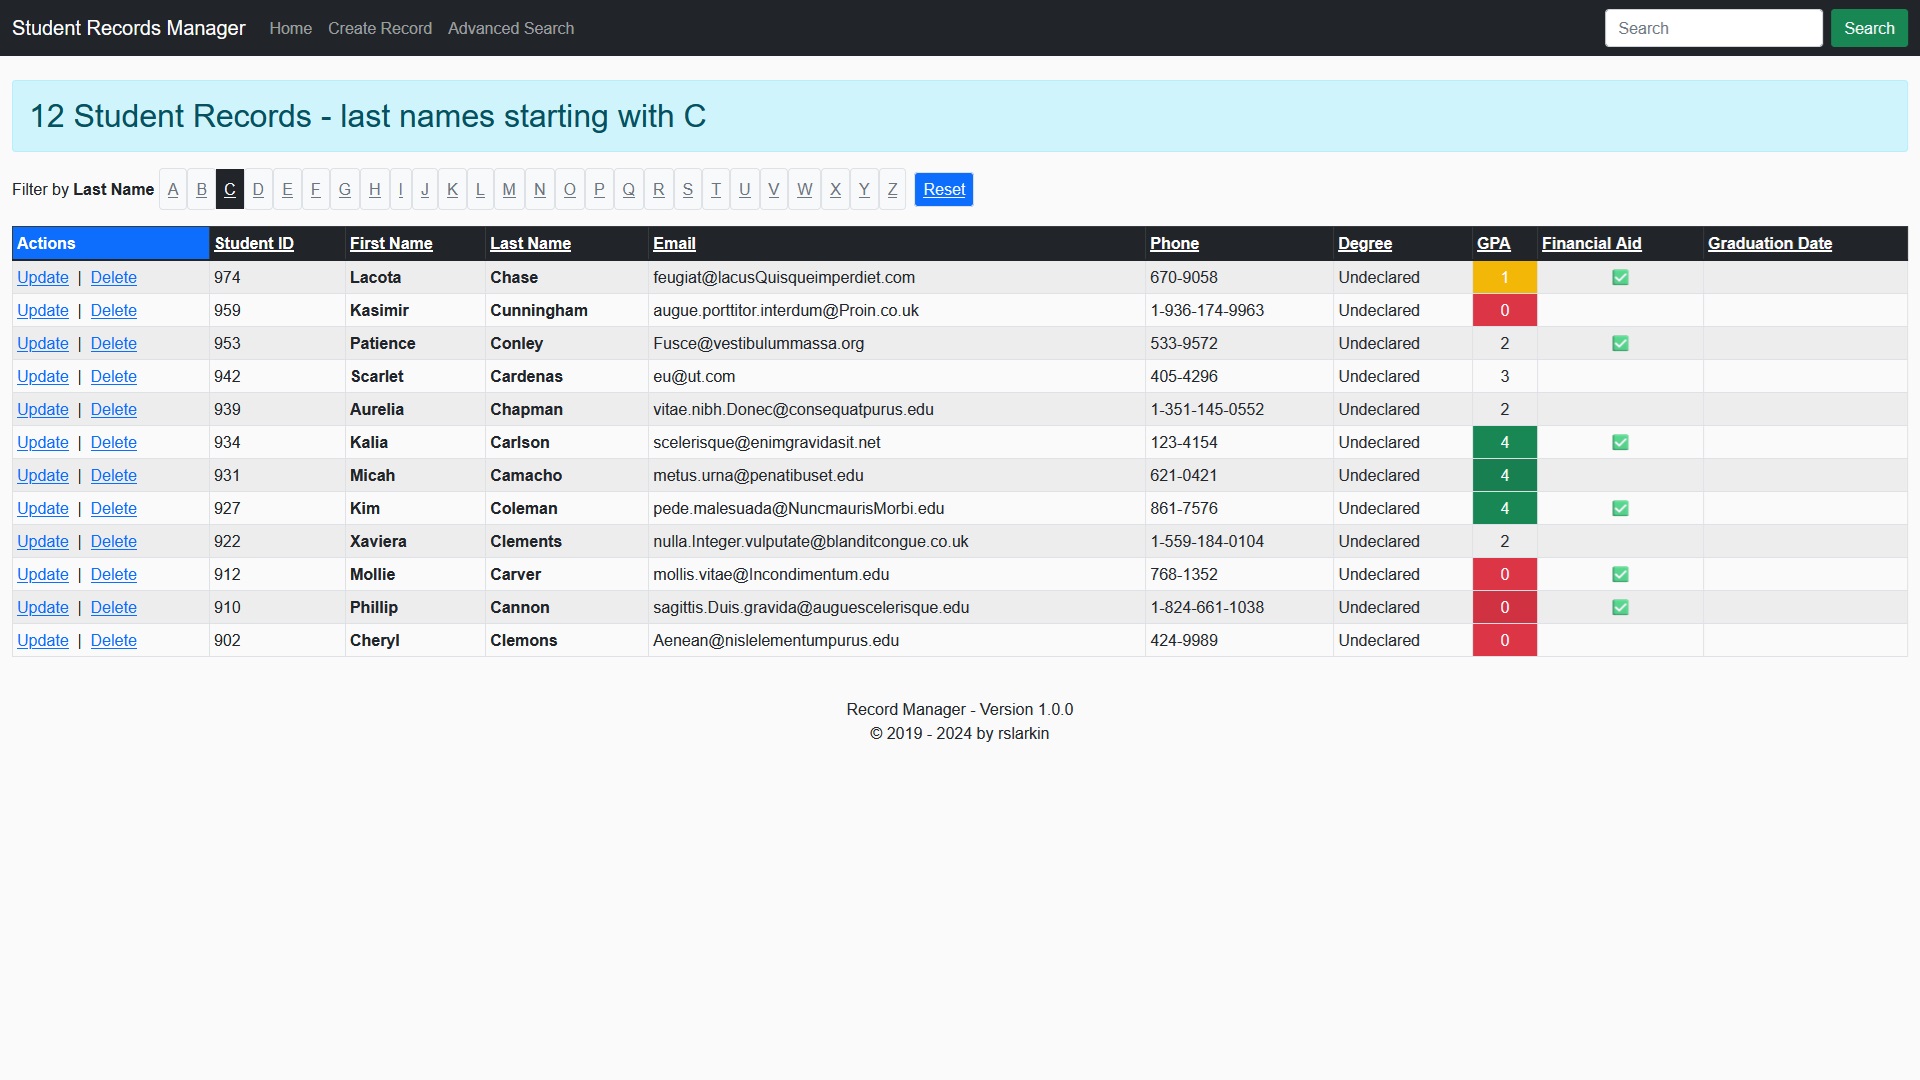 Student Records Manager Home Create Record Advanced Search Search Search
12 Student Records - last names starting with C
Filter by Last Name A B C D E F G H I J K L M N O P Q R S T U V W X Y Z Reset
Actions Student ID First Name Last Name Email Phone Degree GPA Financial Aid Graduation Date
Update | Delete 974 Lacota Chase feugiat@lacusQuisqueimperdiet.com 670-9058 Undeclared 1 ✅
Update | Delete 959 Kasimir Cunningham augue.porttitor.interdum@Proin.co.uk 1-936-174-9963 Undeclared 0
Update | Delete 953 Patience Conley Fusce@vestibulummassa.org 533-9572 Undeclared 2 ✅
Update | Delete 942 Scarlet Cardenas eu@ut.com 405-4296 Undeclared 3
Update | Delete 939 Aurelia Chapman vitae.nibh.Donec@consequatpurus.edu 1-351-145-0552 Undeclared 2
Update | Delete 934 Kalia Carlson scelerisque@enimgravidasit.net 123-4154 Undeclared 4 ✅
Update | Delete 931 Micah Camacho metus.urna@penatibuset.edu 621-0421 Undeclared 4
Update | Delete 927 Kim Coleman pede.malesuada@NuncmaurisMorbi.edu 861-7576 Undeclared 4 ✅
Update | Delete 922 Xaviera Clements nulla.Integer.vulputate@blanditcongue.co.uk 1-559-184-0104 Undeclared 2
Update | Delete 912 Mollie Carver mollis.vitae@Incondimentum.edu 768-1352 Undeclared 0 ✅
Update | Delete 910 Phillip Cannon sagittis.Duis.gravida@auguescelerisque.edu 1-824-661-1038 Undeclared 0 ✅
Update | Delete 902 Cheryl Clemons Aenean@nislelementumpurus.edu 424-9989 Undeclared 0
Record Manager - Version 1.0.0
© 2019 - 2024 by rslarkin